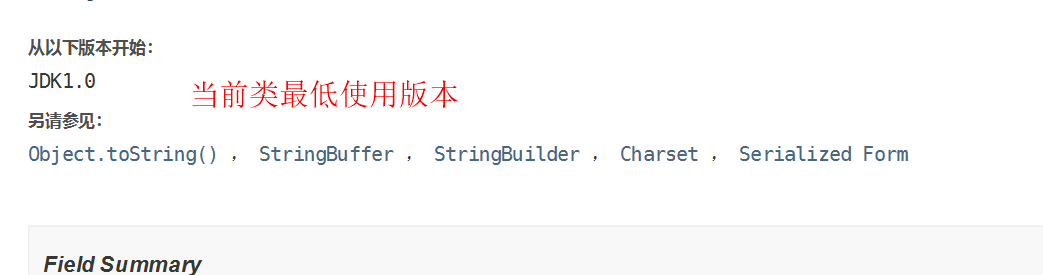 从以下版本开始：
JDK1.0
当前类最低使用版本
另请参见：
Object.toString() ， StringBuffer ， StringBuilder ， Charset ， Serialized Form
Field Summary